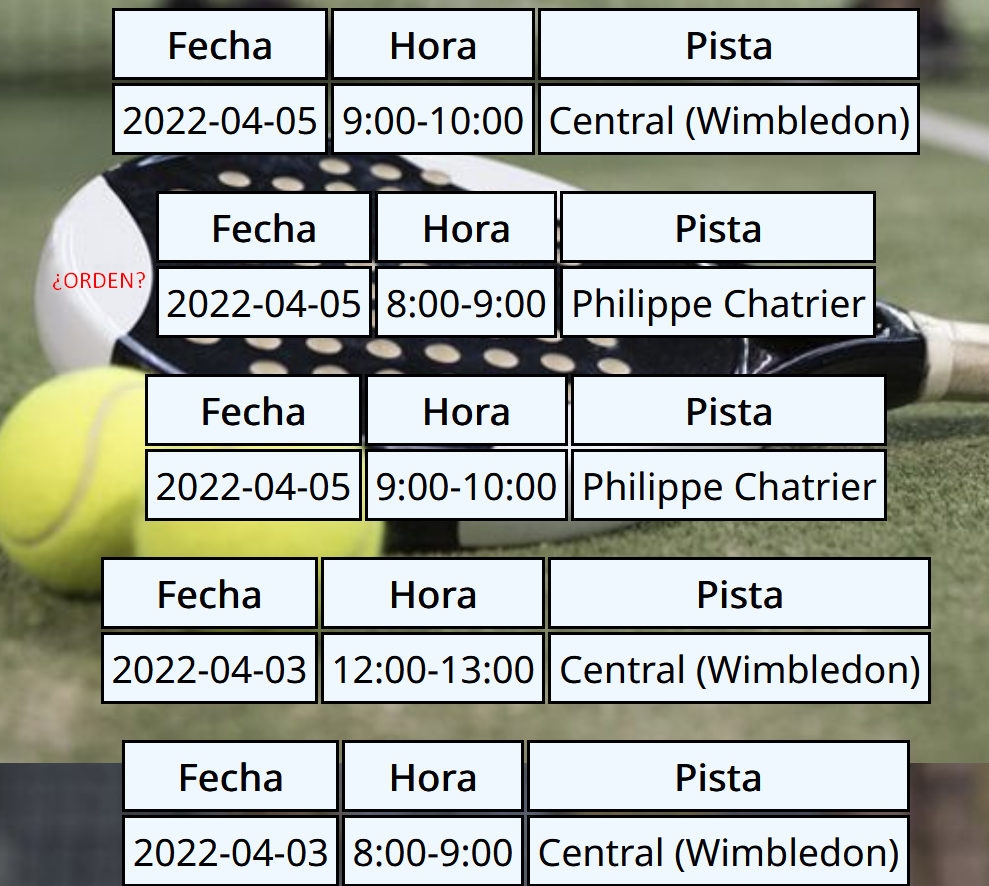 Fecha Hora Pista
2022-04-05 9:00-10:00 Central (Wimbledon)
Fecha Hora Pista
¿ORDEN?
2022-04-05 8:00-9:00 Philippe Chatrier
Fecha Hora Pista
2022-04-05 9:00-10:00 Philippe Chatrier
Fecha Hora Pista
2022-04-03 12:00-13:00 Central (Wimbledon)
Fecha Hora Pista
2022-04-03 8:00-9:00 Central (Wimbledon)